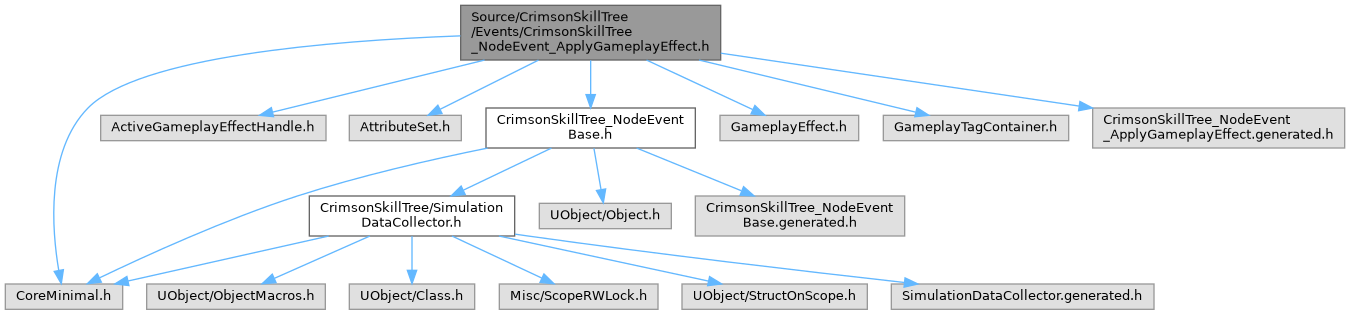 Source/CrimsonSkillTree
/Events/CrimsonSkillTree
_NodeEvent_ApplyGameplayEffect.h
ActiveGameplayEffectHandle.h
AttributeSet.h
CrimsonSkillTree_NodeEvent
Base.h
GameplayEffect.h
GameplayTagContainer.h
CrimsonSkillTree_NodeEvent
_ApplyGameplayEffect.generated.h
CrimsonSkillTree/Simulation
DataCollector.h
UObject/Object.h
CrimsonSkillTree_NodeEvent
Base.generated.h
CoreMinimal.h
UObject/ObjectMacros.h
UObject/Class.h
Misc/ScopeRWLock.h
UObject/StructOnScope.h
SimulationDataCollector.generated.h